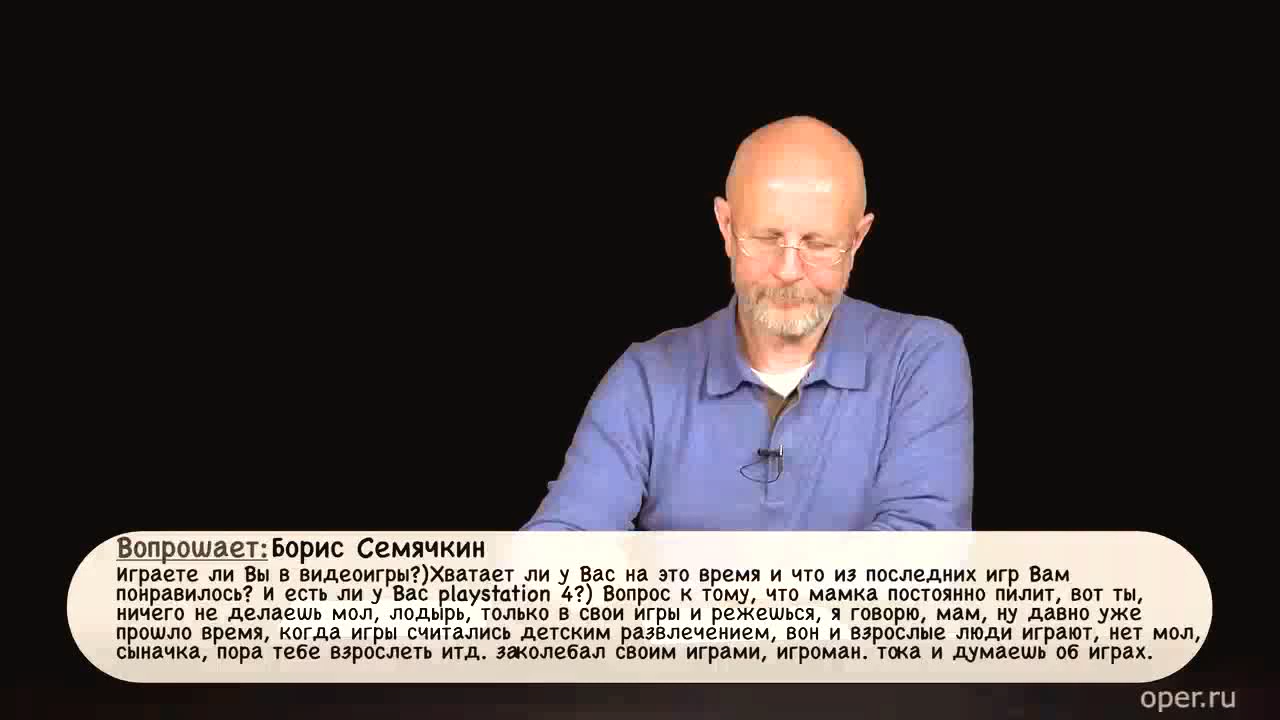 Вопрошает: Борис Семячкин
играете ли Вы в видеоигры?)Хватает ли у Вас на это время и что из последних игр Вам
понравилось? И есть ли у Вас playstation 4?) Вопрос к тому, что мамка постоянно пилит, вот ты,
ничего не делаешь мол, лодырь, только в свои игры и режешься, я говорю, мам, ну давно уже
прошло время, когда игры считались детским развлечением, вон и взрослые люди играют, нет мол,
сыначка, пора тебе взрослеть итд. заколебал своим играми, игроман. тока и думаешь об играх.
oper.ru